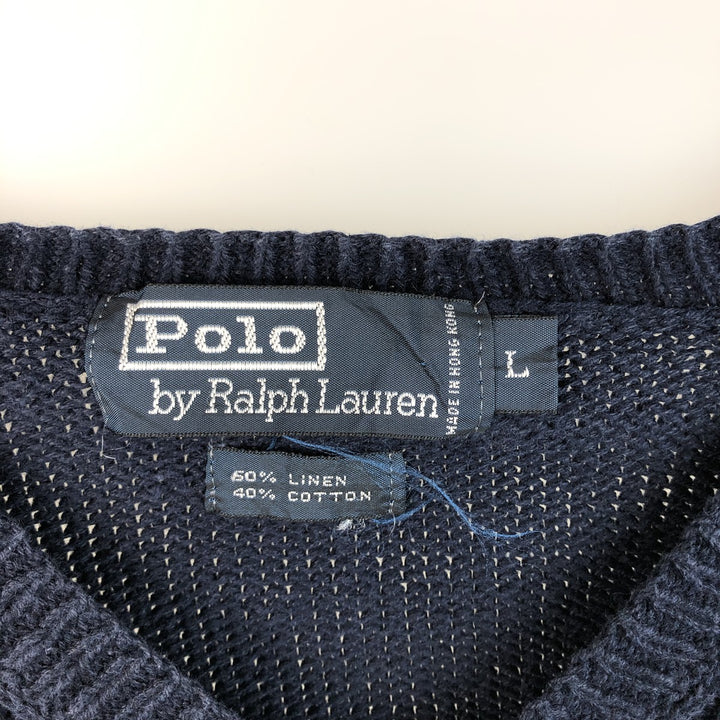 Polo
by Ralph Lauren
MADE IN HONG KONG
L
60% LINEN
40% COTTON